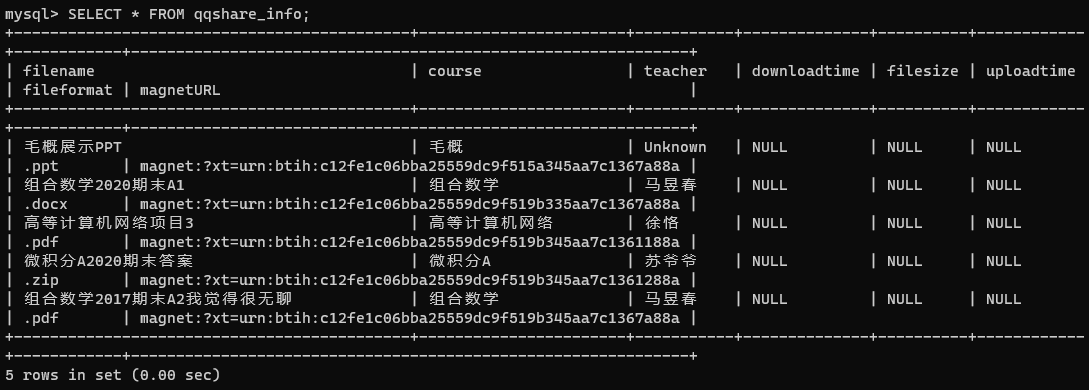 mysql> SELECT * FROM qqshare_info;
+---------------------------------------------+------------------------+-----------+--------------+----------+------------
+------------+--------------------------------------------------------------+
| filename | course | teacher | downloadtime | filesize | uploadtime
| fileformat | magnetURL |
+---------------------------------------------+------------------------+-----------+--------------+----------+------------
+------------+--------------------------------------------------------------+
| 毛概展示PPT | 毛概 | Unknown | NULL | NULL | NULL
| .ppt | magnet:?xt=urn:btih:c12fe1c06bba25559dc9f515a345aa7c1367a88a |
| 组合数学2020期末A1 | 组合数学 | 马昱春 | NULL | NULL | NULL
| .docx | magnet:?xt=urn:btih:c12fe1c06bba25559dc9f519b335aa7c1367a88a |
| 高等计算机网络项目3 | 高等计算机网络 | 徐恪 | NULL | NULL | NULL
| .pdf | magnet:?xt=urn:btih:c12fe1c06bba25559dc9f519b345aa7c1361188a |
| 微积分A2020期末答案 | 微积分A | 苏爷爷 | NULL | NULL | NULL
| .zip | magnet:?xt=urn:btih:c12fe1c06bba25559dc9f519b345aa7c1361288a |
| 组合数学2017期末A2我觉得很无聊 | 组合数学 | 马昱春 | NULL | NULL | NULL
| .pdf | magnet:?xt=urn:btih:c12fe1c06bba25559dc9f519b345aa7c1367a88a |
+---------------------------------------------+------------------------+-----------+--------------+----------+------------
+------------+--------------------------------------------------------------+
5 rows in set (0.00 sec)